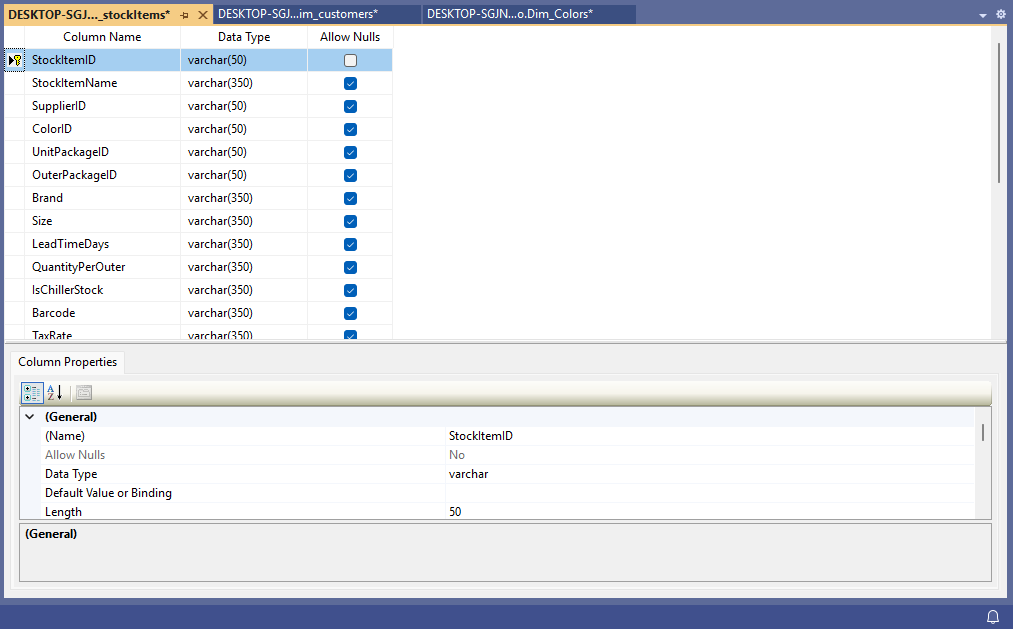 DESKTOP-SGJ..._stockItems* DESKTOP-SGJ...im_customers* DESKTOP-SGJN...o.Dim_Colors*
Column Name Data Type Allow Nulls
StockItemID varchar(50)
StockItemName varchar(350)
SupplierID varchar(50)
ColorID varchar(50)
UnitPackageID varchar(50)
OuterPackageID varchar(50)
Brand varchar(350)
Size varchar(350)
LeadTimeDays varchar(350)
QuantityPerOuter varchar(350)
IsChillerStock varchar(350)
Barcode varchar(350)
TaxRate varchar(350)
Column Properties
(General)
(Name) StockItemID
Allow Nulls No
Data Type varchar
Default Value or Binding
Length 50
(General)